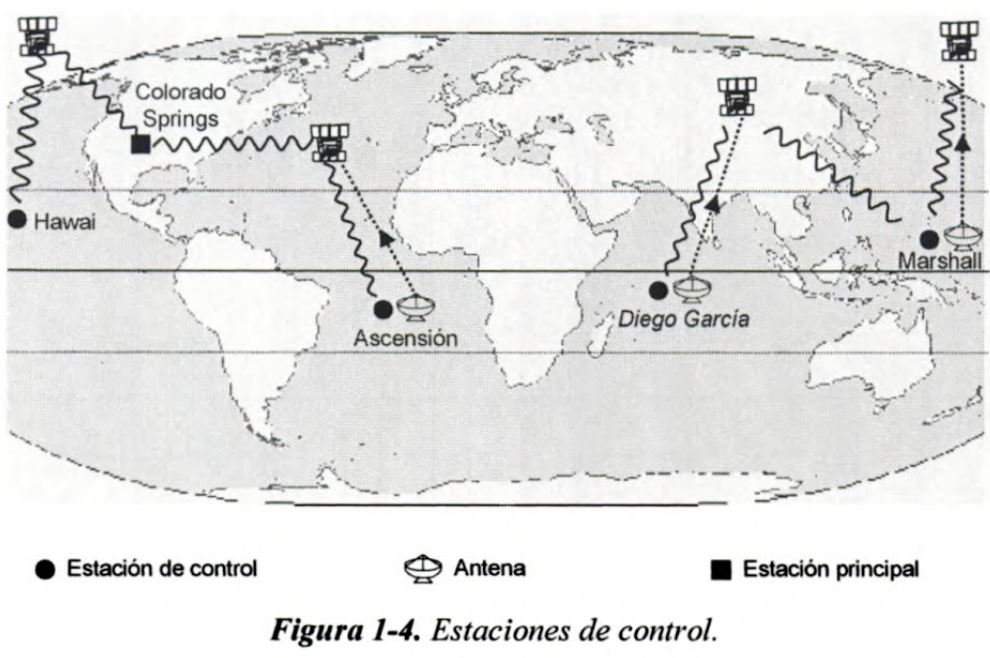 Colorado
Springs
Hawai
Marshall
Diego García
Ascensión
Estación de control
Antena
Estación principal
Figura 1-4. Estaciones de control.